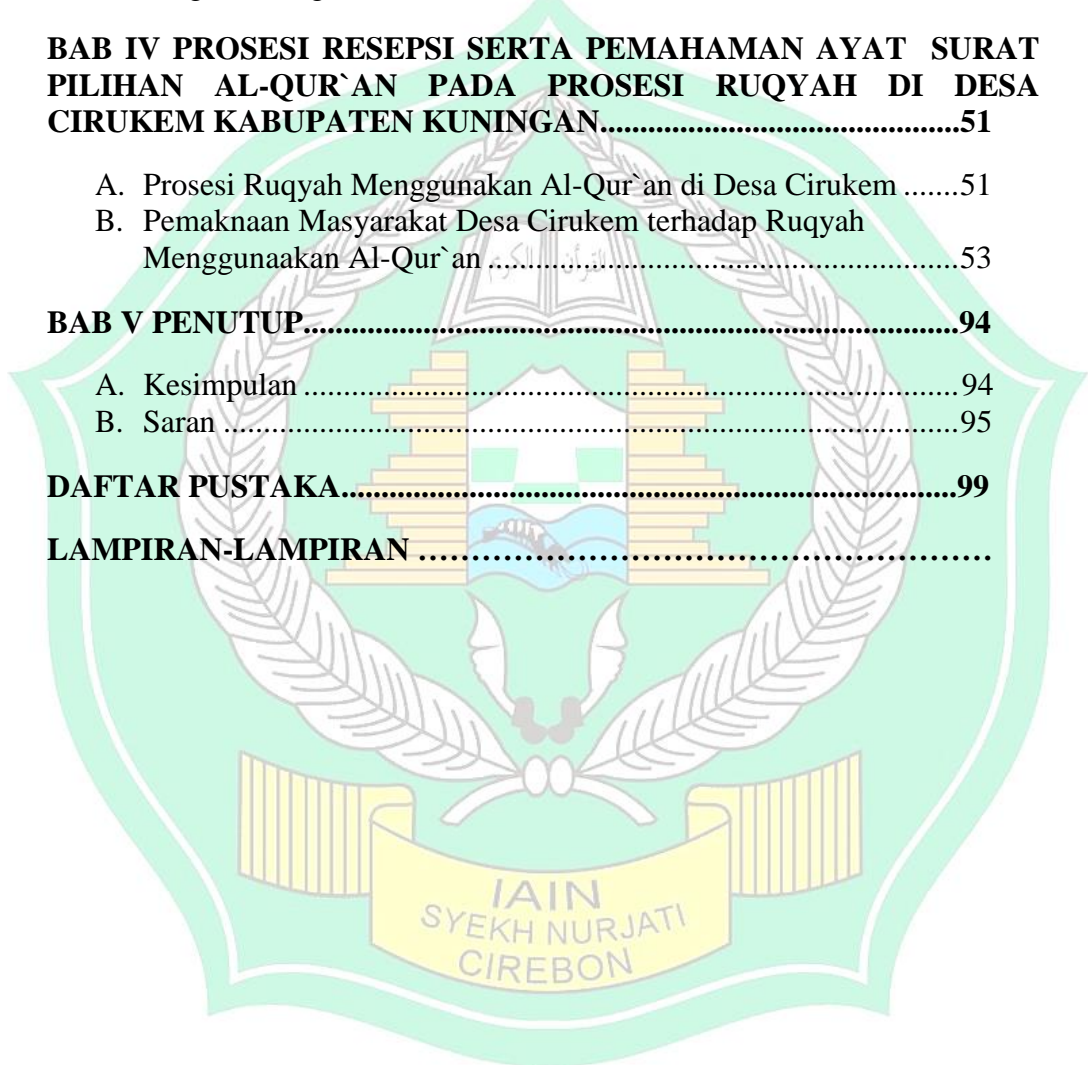 BAB IV PROSESI RESEPSI SERTA PEMAHAMAN AYAT SURAT
PILIHAN AL-QUR`AN PADA PROSESI RUQYAH DI DESA
CIRUKEM KABUPATEN KUNINGAN............................................51
A. Prosesi Ruqyah Menggunakan Al-Qur`an di Desa Cirukem .......51
B. Pemaknaan Masyarakat Desa Cirukem terhadap Ruqyah
Menggunaakan Al-Qur`an ...............................................................53
القرآن الكريم
BAB V PENUTUP.................................................................................94
A. Kesimpulan .....................................................................................94
B. Saran ...............................................................................................95
DAFTAR PUSTAKA............................................................................99
LAMPIRAN-LAMPIRAN ……………………………………………………
IAIN
SYEKH NURJATI
CIREBON